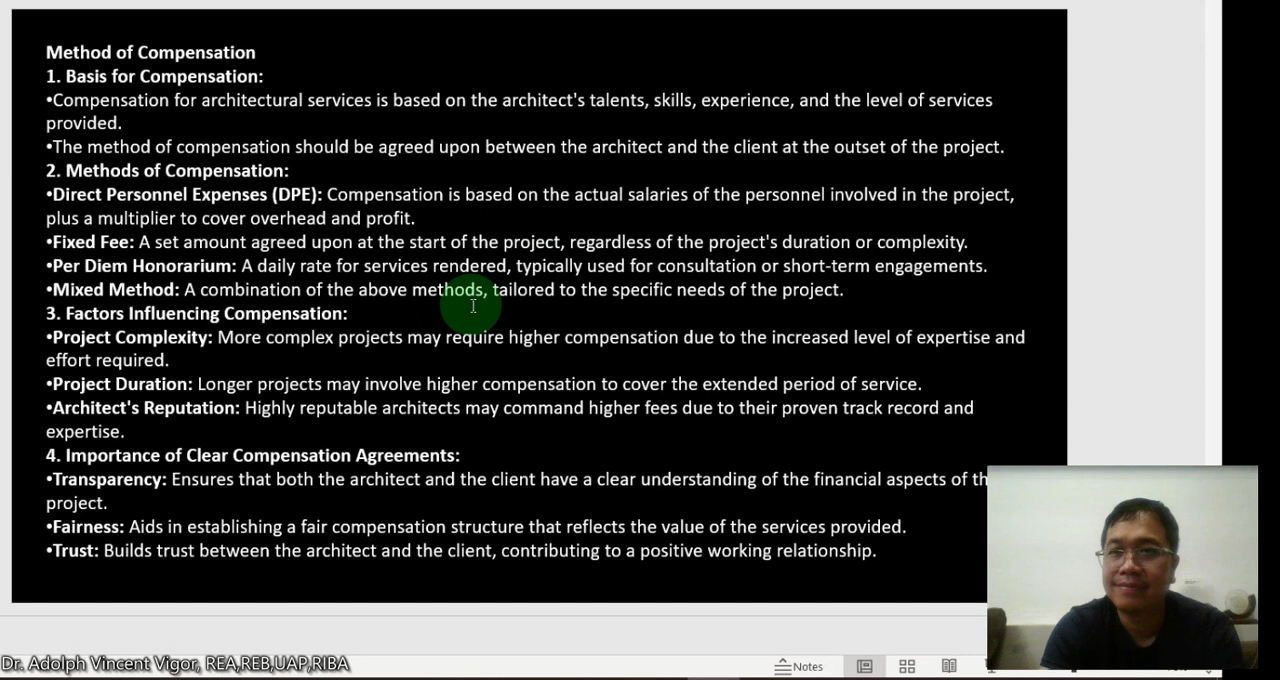 Method of Compensation
1. Basis for Compensation:
•Compensation for architectural services is based on the architect's talents, skills, experience, and the level of services
provided.
•The method of compensation should be agreed upon between the architect and the client at the outset of the project.
2. Methods of Compensation:
•Direct Personnel Expenses (DPE): Compensation is based on the actual salaries of the personnel involved in the project,
plus a multiplier to cover overhead and profit.
•Fixed Fee: A set amount agreed upon at the start of the project, regardless of the project's duration or complexity.
•Per Diem Honorarium: A daily rate for services rendered, typically used for consultation or short-term engagements.
•Mixed Method: A combination of the above methods, tailored to the specific needs of the project.
3. Factors Influencing Compensation:
•Project Complexity: More complex projects may require higher compensation due to the increased level of expertise and
effort required.
•Project Duration: Longer projects may involve higher compensation to cover the extended period of service.
•Architect's Reputation: Highly reputable architects may command higher fees due to their proven track record and
expertise.
4. Importance of Clear Compensation Agreements:
•Transparency: Ensures that both the architect and the client have a clear understanding of the financial aspects of
project.
•Fairness: Aids in establishing a fair compensation structure that reflects the value of the services provided.
•Trust: Builds trust between the architect and the client, contributing to a positive working relationship.
Dr. Adolph Vincent Vigor, REA,REB,UAP,RIBA
Notes